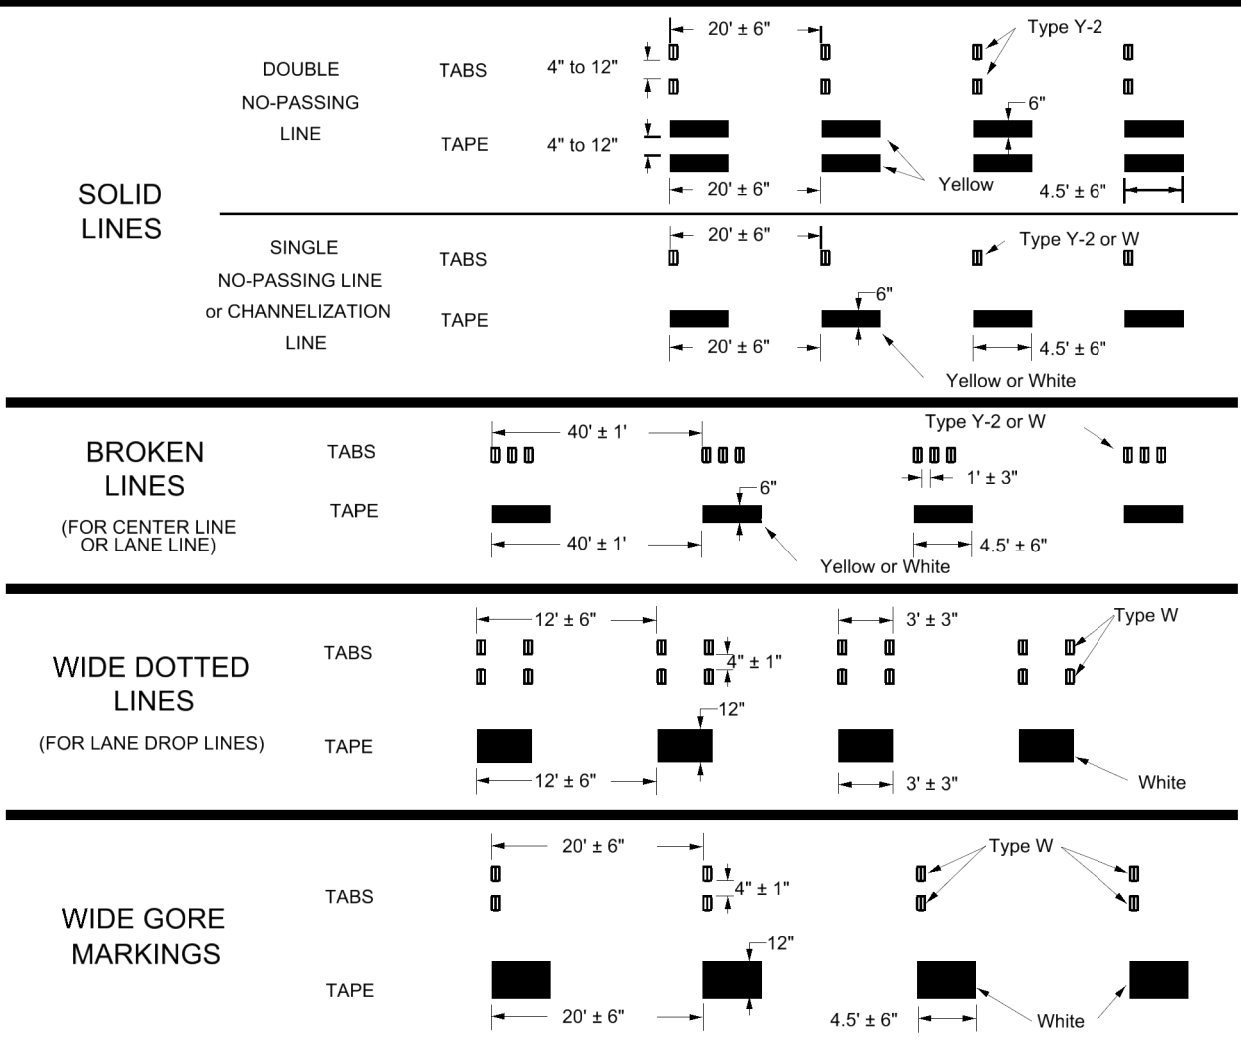 SOLID
LINES
DOUBLE
NO-PASSING
LINE
TABS
4" to 12"
20' ± 6"
Type Y-2
TAPE
4" to 12"
6"
20' ± 6"
Yellow
4.5' ± 6"
SINGLE
NO-PASSING LINE
or CHANNELIZATION
LINE
TABS
20' ± 6"
Type Y-2 or W
TAPE
6"
20' ± 6"
4.5' ± 6"
Yellow or White
BROKEN
LINES
(FOR CENTER LINE
OR LANE LINE)
TABS
40' ± 1'
Type Y-2 or W
1' ± 3"
TAPE
6"
40' ± 1'
4.5' ± 6"
Yellow or White
WIDE DOTTED
LINES
(FOR LANE DROP LINES)
TABS
12' ± 6"
4" ± 1"
3' ± 3"
Type W
TAPE
12"
12' ± 6"
3' ± 3"
White
WIDE GORE
MARKINGS
TABS
20' ± 6"
4" ± 1"
Type W
TAPE
12"
20' ± 6"
4.5' ± 6"
White